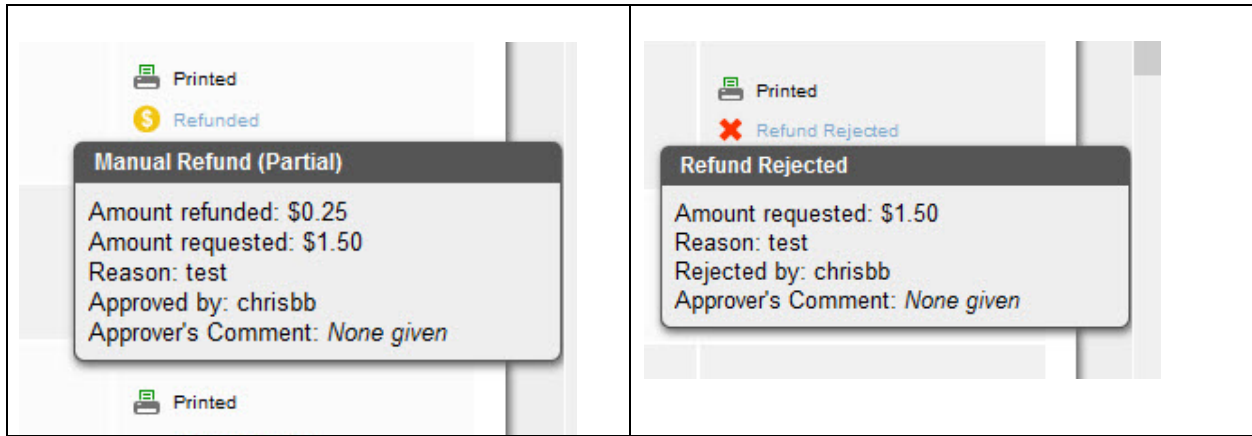 Printed
Refunded
Manual Refund (Partial)
Amount refunded: $0.25
Amount requested: $1.50
Reason: test
Approved by: chrisbb
Approver's Comment: None given
Printed
Printed
Refund Rejected
Refund Rejected
Amount requested: $1.50
Reason: test
Rejected by: chrisbb
Approver's Comment: None given